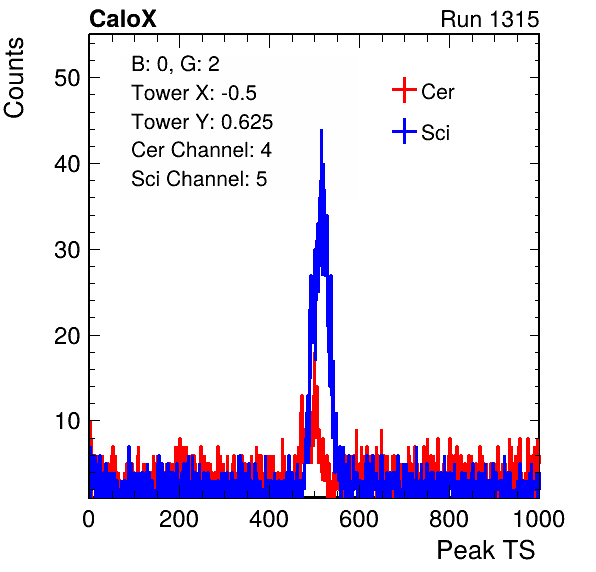 CaloX Run 1315
Counts
B: 0, G: 2
Tower X: -0.5
Tower Y: 0.625
Cer Channel: 4
Sci Channel: 5
Cer
Sci
50
40
30
20
10
0 200 400 600 800 1000
Peak TS